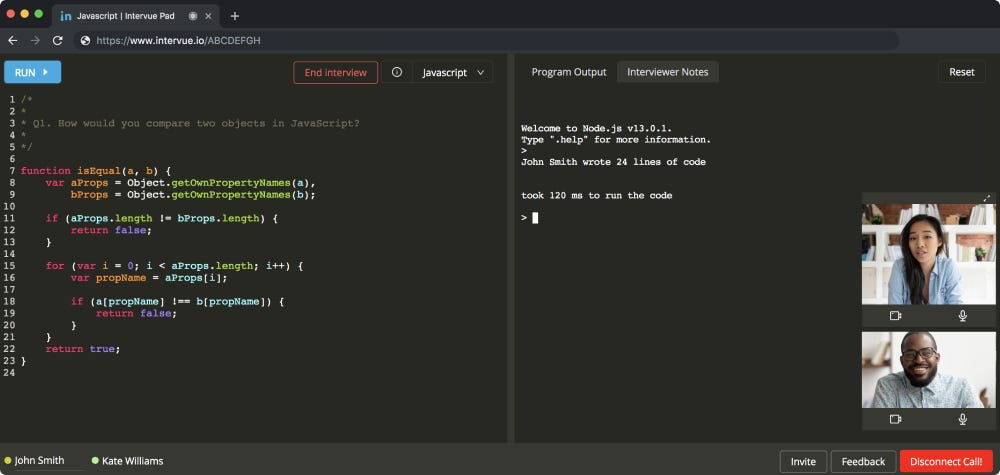 in Javascript | Intervue Pad
https://www.intervue.io/ABCDEFGH
RUN
End interview
Javascript
1 /*
2 *
3 * Q1. How would you compare two objects in JavaScript?
4 *
5 */
6
7 function isEqual(a, b) {
8     var aProps = Object.getOwnPropertyNames(a),
9         bProps = Object.getOwnPropertyNames(b);
10
11     if (aProps.length != bProps.length) {
12         return false;
13     }
14
15     for (var i = 0; i < aProps.length; i++) {
16         var propName = aProps[i];
17
18         if (a[propName] !== b[propName]) {
19             return false;
20         }
21     }
22     return true;
23 }
24
Program Output
Interviewer Notes
Reset
Welcome to Node.js v13.0.1.
Type ".help" for more information.
>
John Smith wrote 24 lines of code
took 120 ms to run the code
>
John Smith
Kate Williams
Invite
Feedback
Disconnect Call!